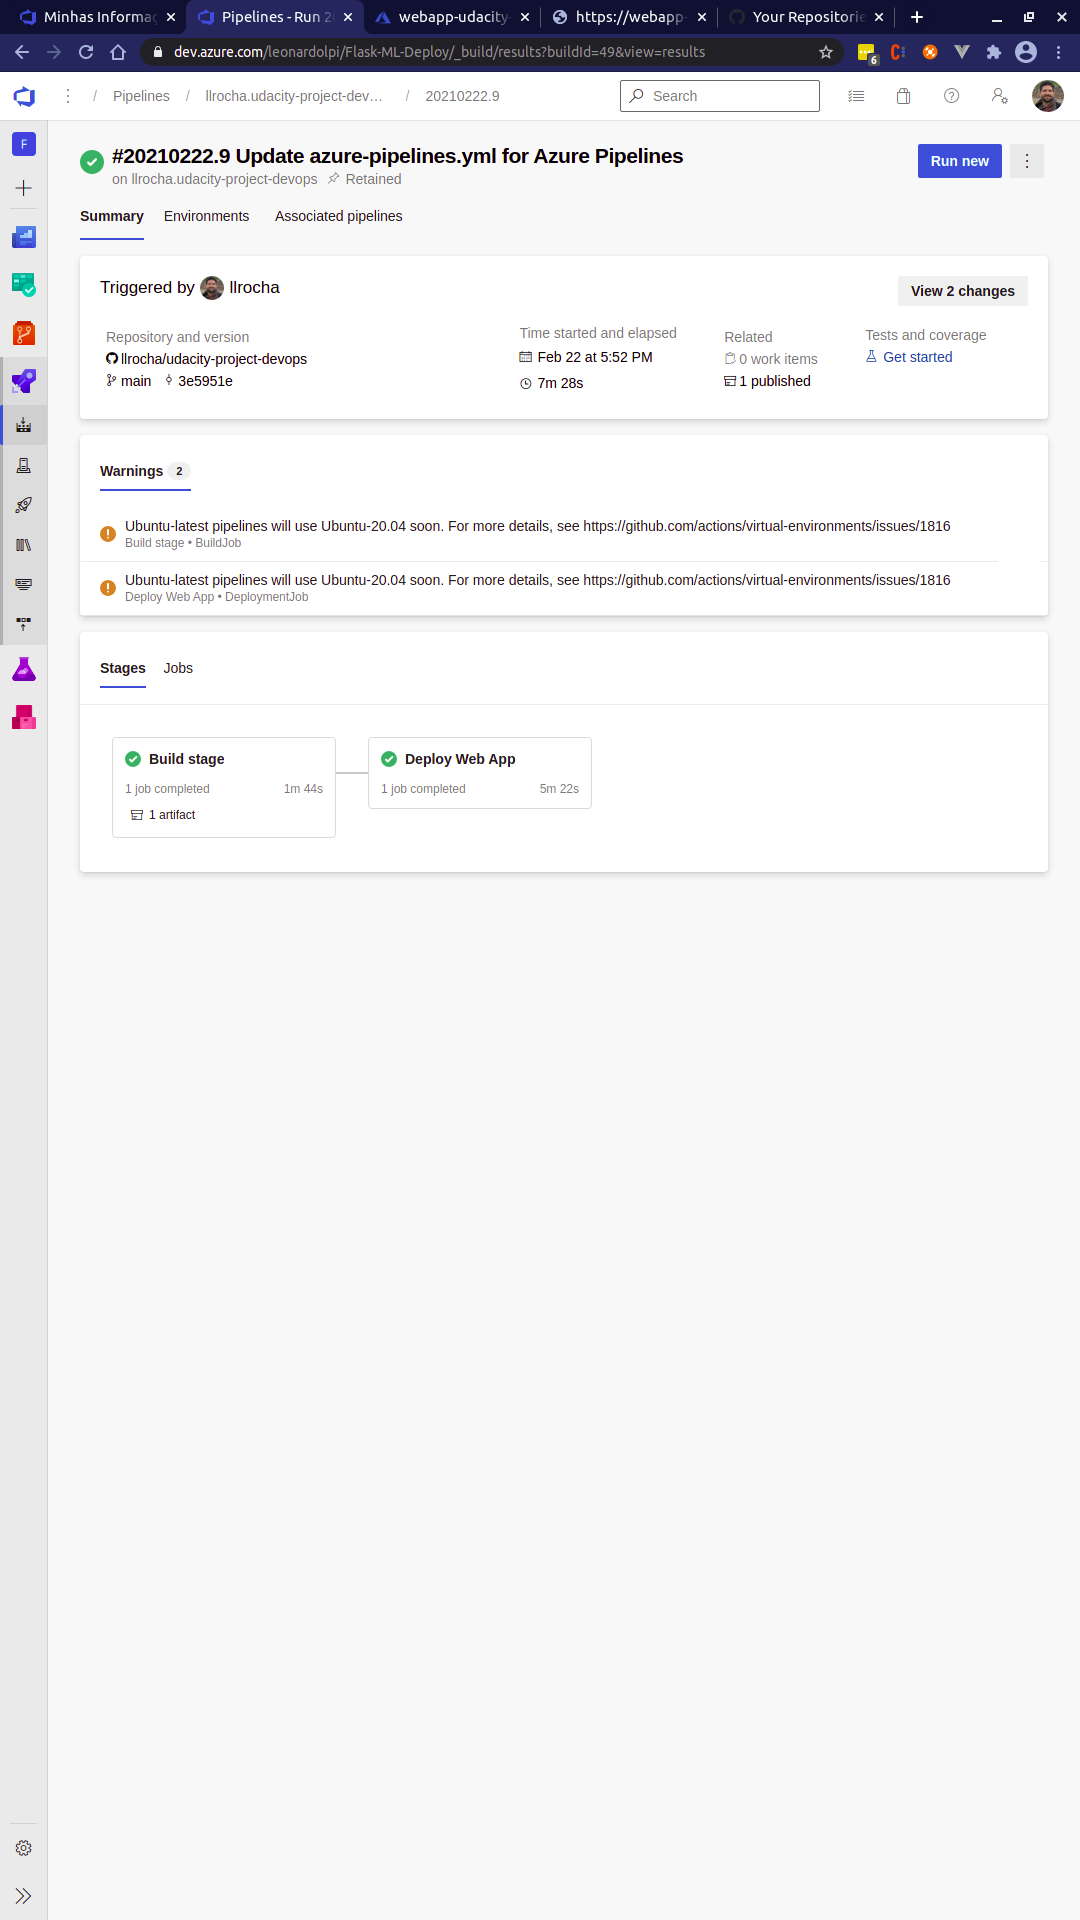 Minhas Informaç
Pipelines - Run 20
webapp-udacity-
https://webapp-
Your Repositorie
dev.azure.com/leonardolpi/Flask-ML-Deploy/_build/results?buildId=49&view=results
6
/ Pipelines / llrocha.udacity-project-dev... / 20210222.9
Search
F
#20210222.9 Update azure-pipelines.yml for Azure Pipelines
on llrocha.udacity-project-devops Retained
Run new
Summary Environments Associated pipelines
Triggered by llrocha
View 2 changes
Repository and version
llrocha/udacity-project-devops
main 3e5951e
Time started and elapsed
Feb 22 at 5:52 PM
7m 28s
Related
0 work items
1 published
Tests and coverage
Get started
Warnings 2
Ubuntu-latest pipelines will use Ubuntu-20.04 soon. For more details, see https://github.com/actions/virtual-environments/issues/1816
Build stage • BuildJob
Ubuntu-latest pipelines will use Ubuntu-20.04 soon. For more details, see https://github.com/actions/virtual-environments/issues/1816
Deploy Web App • DeploymentJob
Stages Jobs
Build stage
1 job completed 1m 44s
1 artifact
Deploy Web App
1 job completed 5m 22s